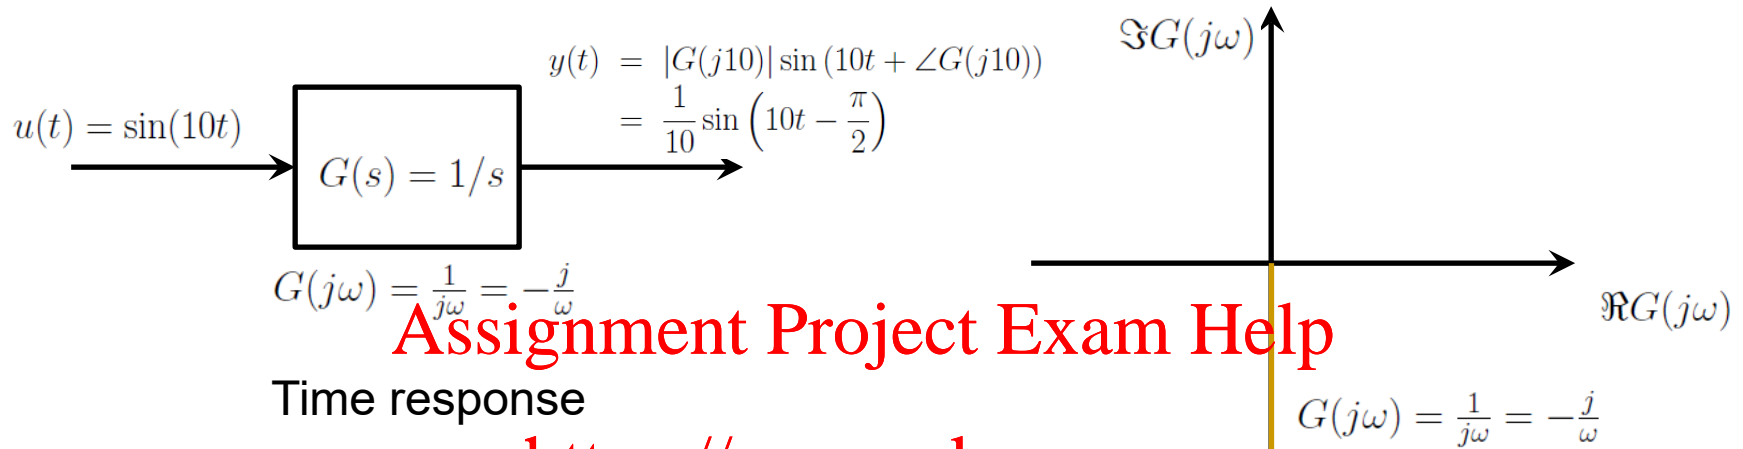 ℑG(jω)
y(t) = |G(j10)| sin (10t + ∠G(j10))
= 1/10 sin (10t − π/2)
u(t) = sin(10t)
G(s) = 1/s
G(jω) = 1/jω = −j/ω
ℜG(jω)
Assignment Project Exam Help
Time response
G(jω) = 1/jω = −j/ω